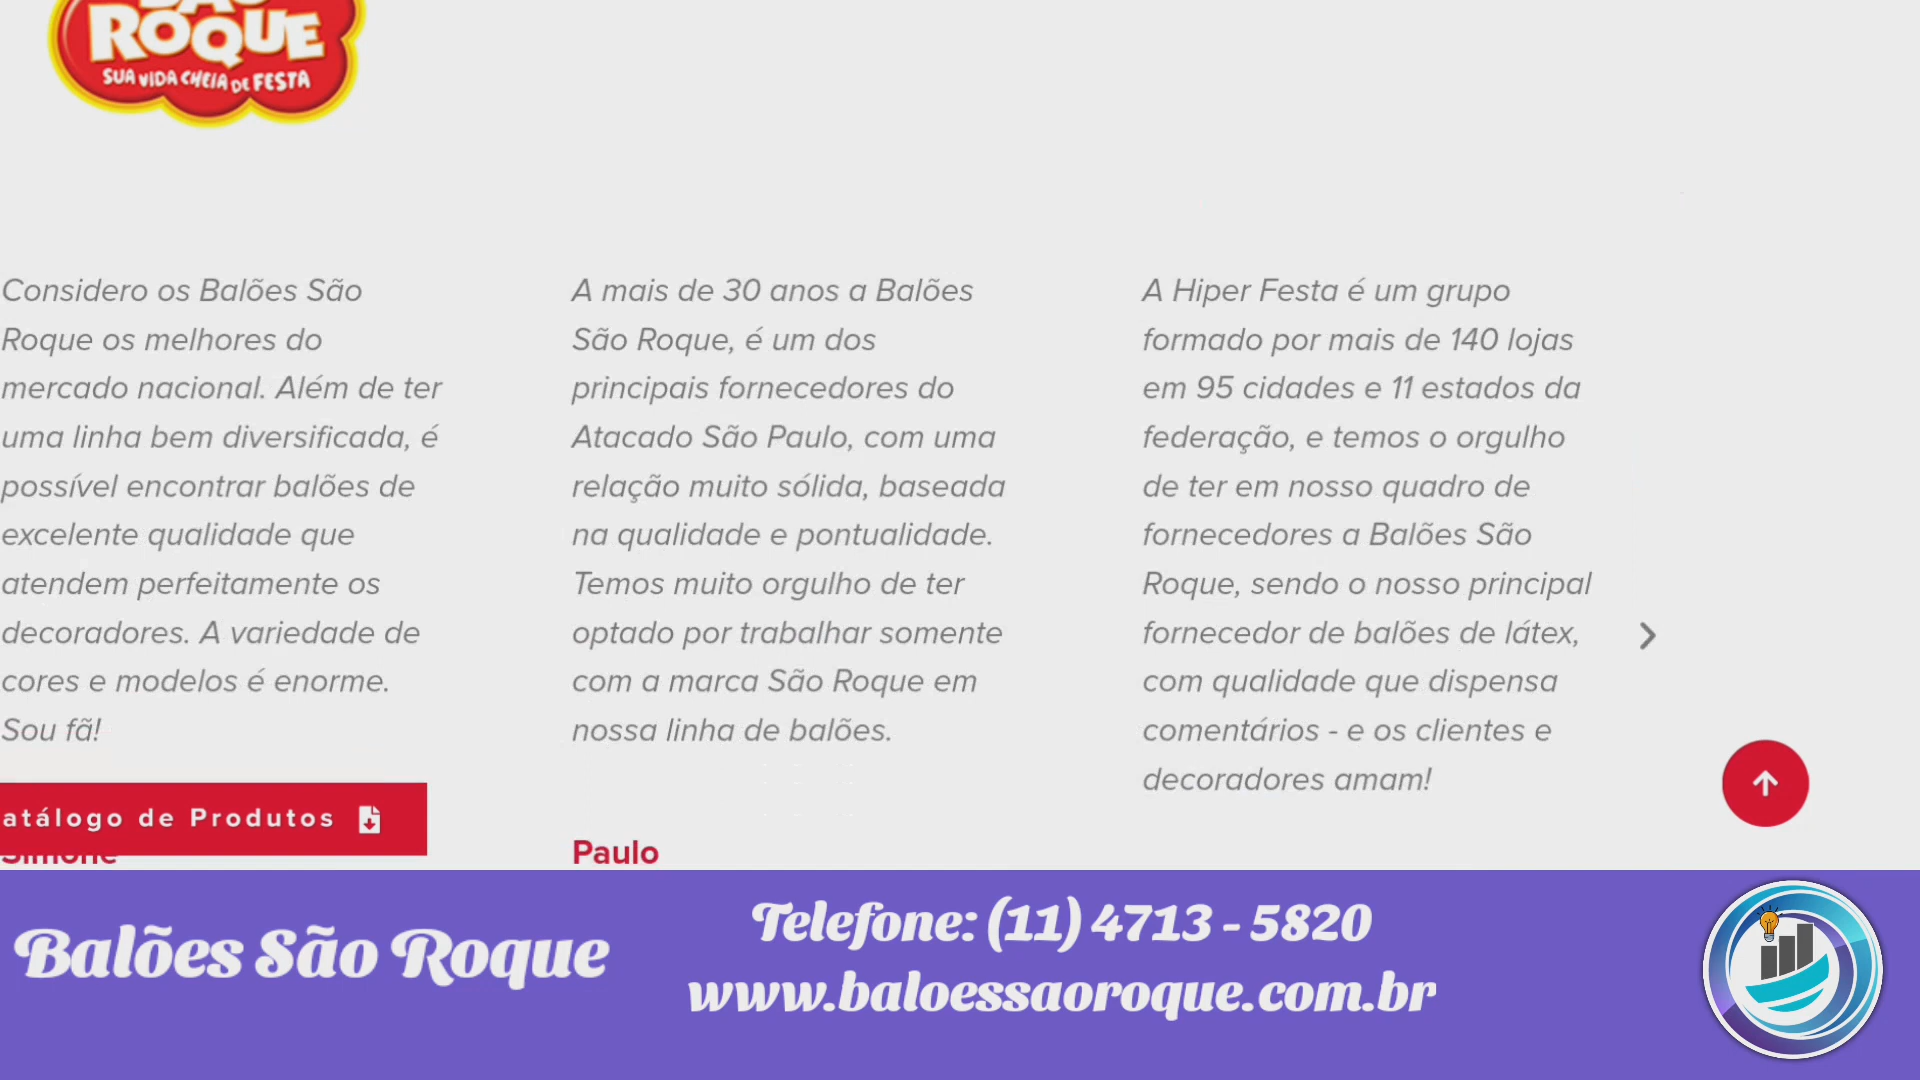 ROQUE
SUA VIDA CHEIA DE FESTA
Considero os Balões São
Roque os melhores do
mercado nacional. Além de ter
uma linha bem diversificada, é
possível encontrar balões de
excelente qualidade que
atendem perfeitamente os
decoradores. A variedade de
cores e modelos é enorme.
Sou fã!
atálogo de Produtos
Simone
A mais de 30 anos a Balões
São Roque, é um dos
principais fornecedores do
Atacado São Paulo, com uma
relação muito sólida, baseada
na qualidade e pontualidade.
Temos muito orgulho de ter
optado por trabalhar somente
com a marca São Roque em
nossa linha de balões.
Paulo
A Hiper Festa é um grupo
formado por mais de 140 lojas
em 95 cidades e 11 estados da
federação, e temos o orgulho
de ter em nosso quadro de
fornecedores a Balões São
Roque, sendo o nosso principal
fornecedor de balões de látex,
com qualidade que dispensa
comentários - e os clientes e
decoradores amam!
Balões São Roque
Telefone: (11) 4713 - 5820
www.baloessaoroque.com.br